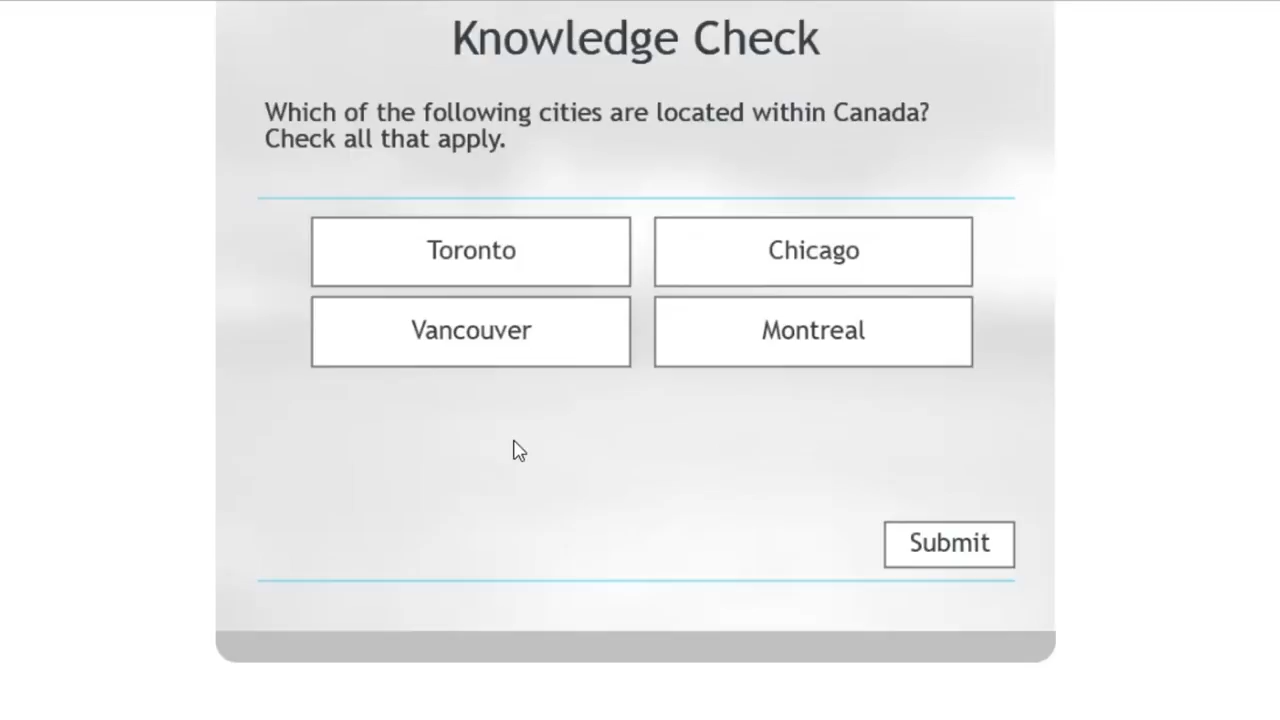 Knowledge Check
Which of the following cities are located within Canada?
Check all that apply.
Toronto
Chicago
Vancouver
Montreal
Submit